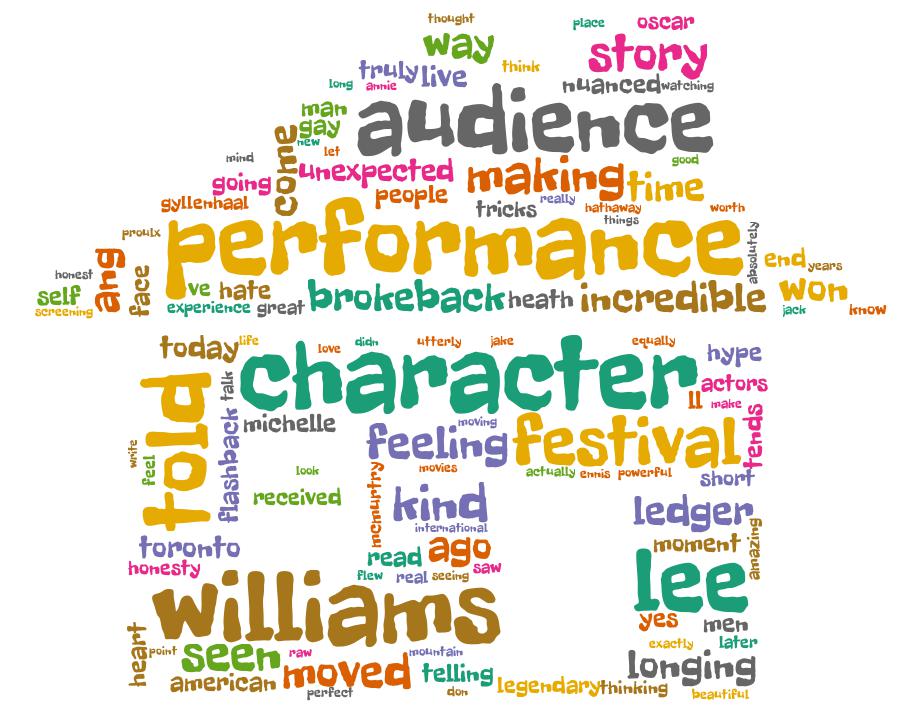 thought
place
oscar
way
story
truly
live
think
long
annie
nuanced
watching
man
gay
audience
new
come
let
mind
unexpected
going
making
good
time
people
really
gyllenhaal
tricks
hathaway
things
worth
proulx
performance
absolutely
honest
ang
face
end
years
self
screening
ve
hate
brokeback
heath
incredible
won
experience
great
jack
know
today
life
love
didn
utterly
jake
equally
character
hype
told
talk
actors
ll
make
michelle
flashback
feeling
moving
festival
tends
write
feel
look
movies
actually
ennis
powerful
short
received
mcmurtry
kind
international
ledger
toronto
read
ago
moment
amazing
honesty
flew
real
seeing
saw
lee
williams
yes
men
heart
point
seen
raw
mountain
exactly
later
american
moved
telling
longing
perfect
don
legendary
thinking
beautiful